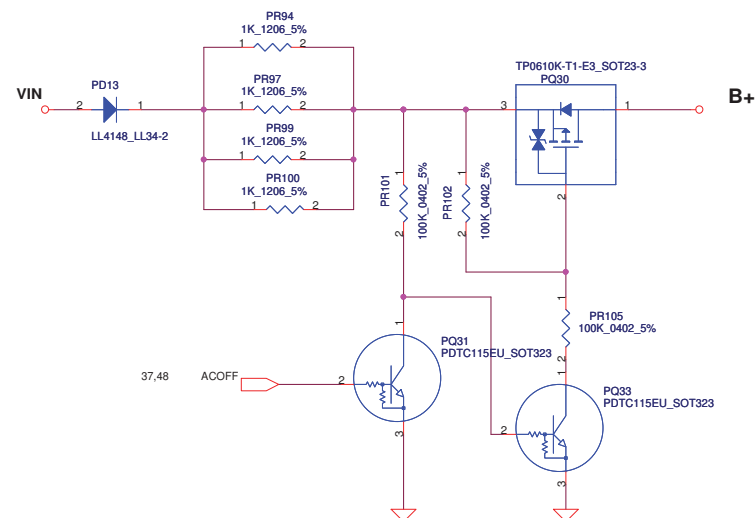 PR94
1K_1206_5%
1 2
VIN
PD13
2 1
LL4148_LL34-2
PR97
1K_1206_5%
1 2
PR99
1K_1206_5%
1 2
PR100
1K_1206_5%
1 2
TP0610K-T1-E3_SOT23-3
PQ30
3 1
2
B+
PR101
100K_0402_5%
1
2
PR102
100K_0402_5%
1
2
1
PR105
100K_0402_5%
2
1
PQ31
PDTC115EU_SOT323
37,48 ACOFF
2
3
1
PQ33
PDTC115EU_SOT323
2
3